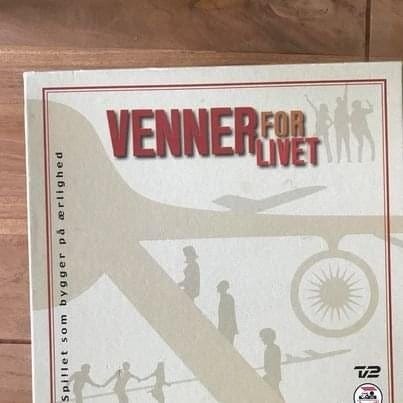 VENNER FOR
LIVET
Spillet som bygger på ærlighed
TV2